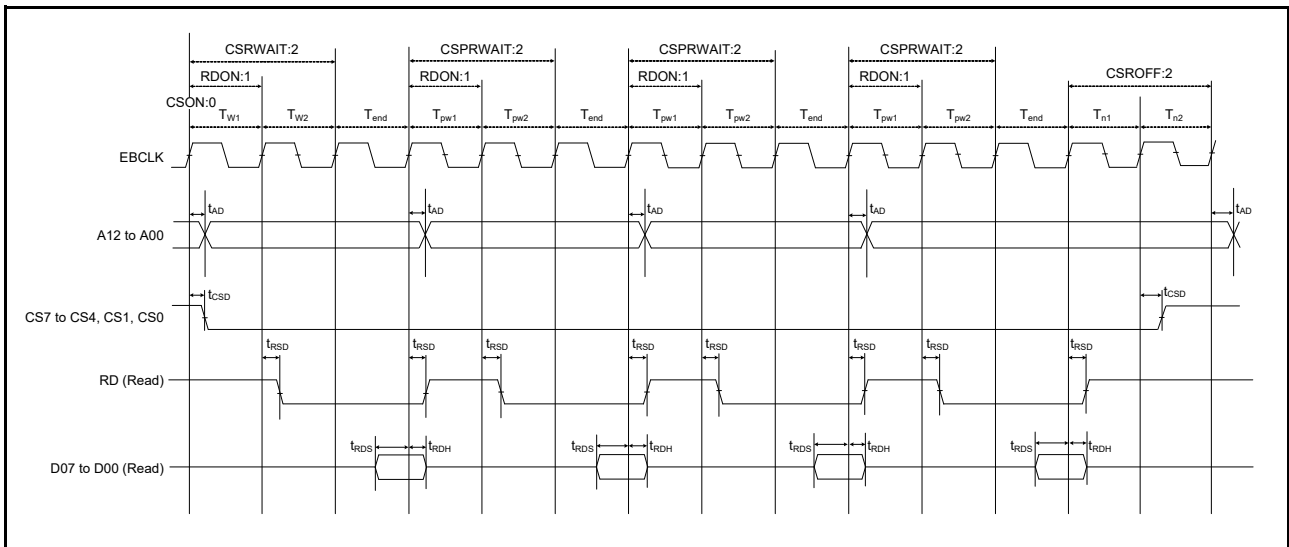 CSRWAIT:2 CSPRWAIT:2 CSPRWAIT:2 CSPRWAIT:2
RDON:1 RDON:1 RDON:1 RDON:1 CSROFF:2
CSON:0
TW1 TW2 Tend Tpw1 Tpw2 Tend Tpw1 Tpw2 Tend Tpw1 Tpw2 Tend Tn1 Tn2
EBCLK
tAD tAD tAD tAD tAD
A12 to A00
tCSD tCSD
CS7 to CS4, CS1, CS0
tRSD tRSD tRSD tRSD tRSD tRSD tRSD tRSD
RD (Read)
tRDS tRDH tRDS tRDH tRDS tRDH tRDS tRDH
D07 to D00 (Read)